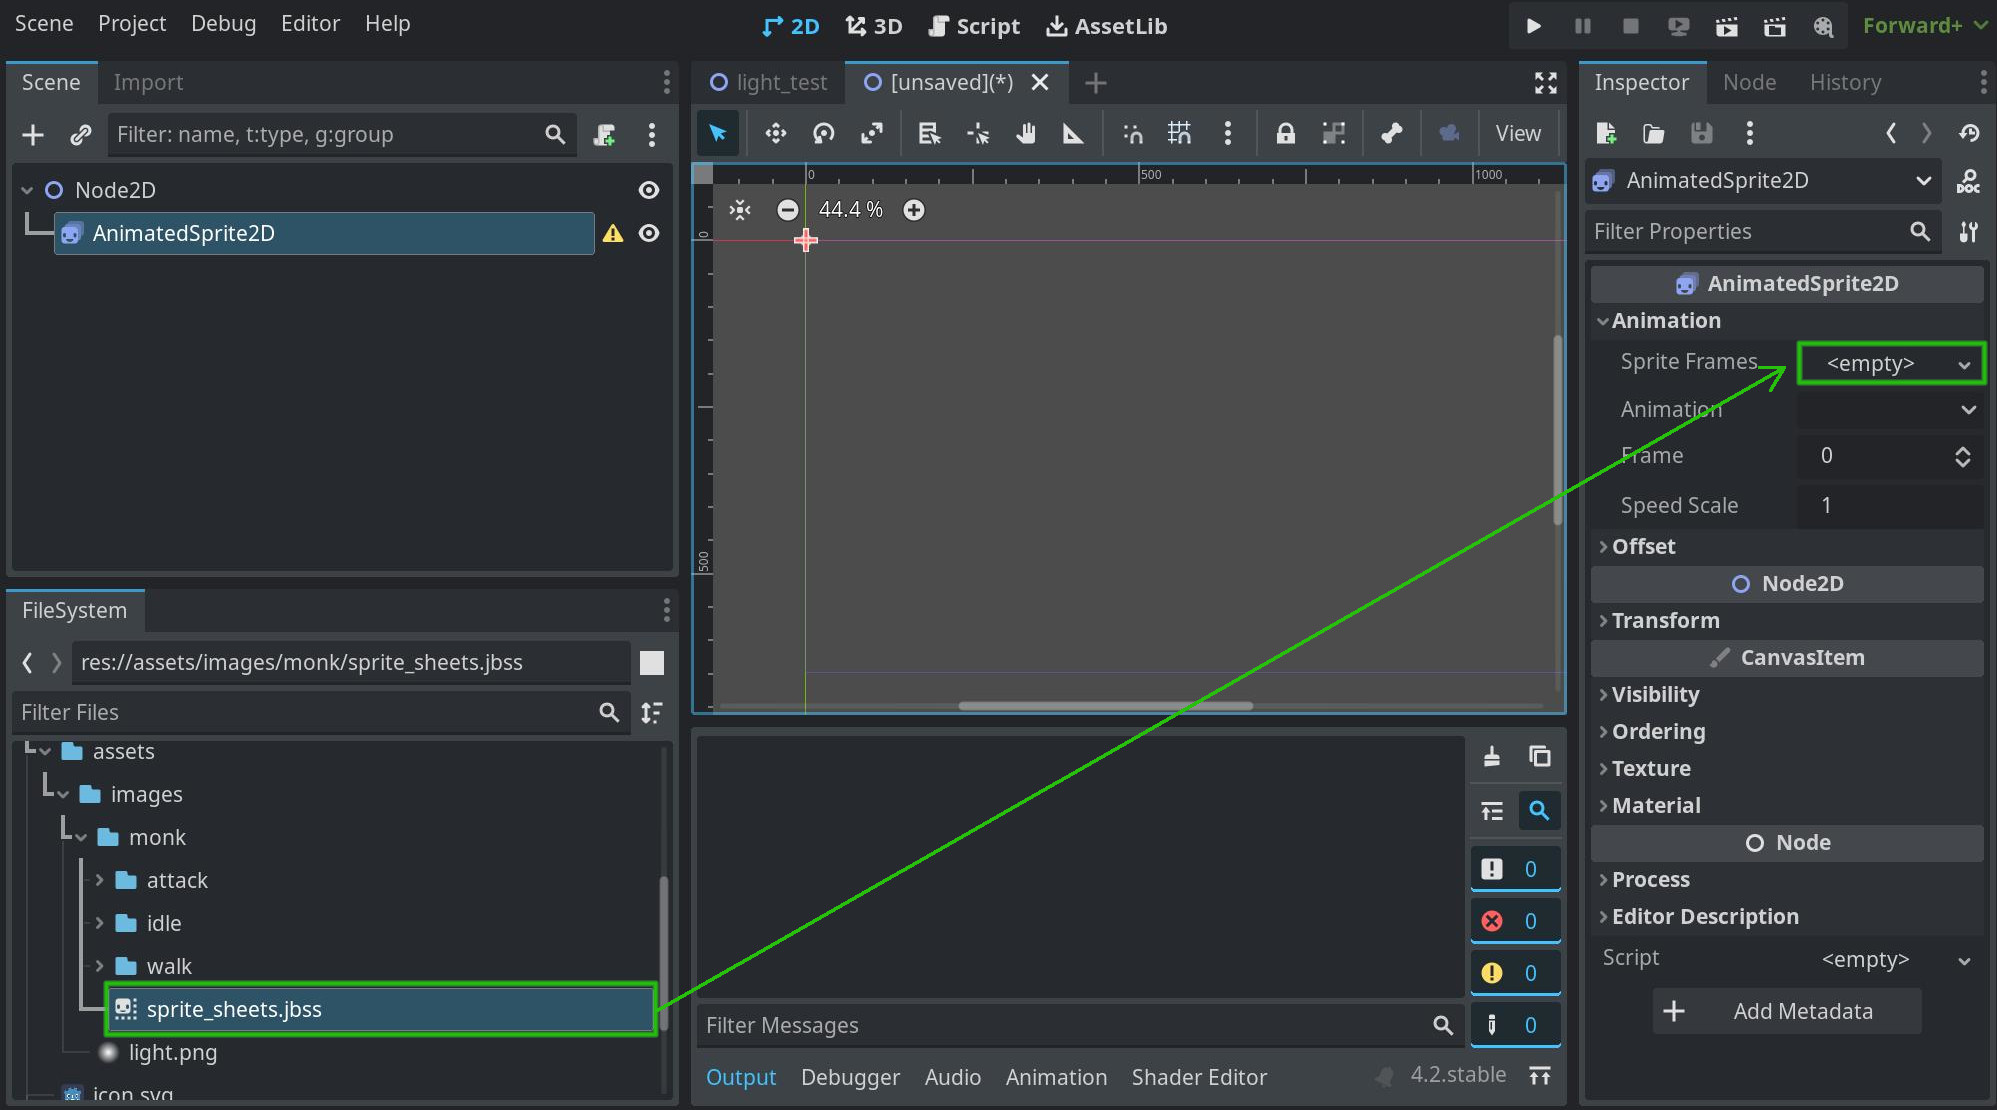 Scene Project Debug Editor Help
2D 3D Script AssetLib
Forward+
Scene Import
Filter: name, t:type, g:group
Node2D
AnimatedSprite2D
FileSystem
res://assets/images/monk/sprite_sheets.jbss
Filter Files
assets
images
monk
attack
idle
walk
sprite_sheets.jbss
light.png
icon.svg
light_test [unsaved](*)
View
0 500 1000
44.4 %
0
500
0
0
0
Filter Messages
0
Output Debugger Audio Animation Shader Editor 4.2.stable
Inspector Node History
AnimatedSprite2D
DOC
Filter Properties
AnimatedSprite2D
Animation
Sprite Frames <empty>
Animation
Frame 0
Speed Scale 1
Offset
Node2D
Transform
CanvasItem
Visibility
Ordering
Texture
Material
Node
Process
Editor Description
Script <empty>
Add Metadata